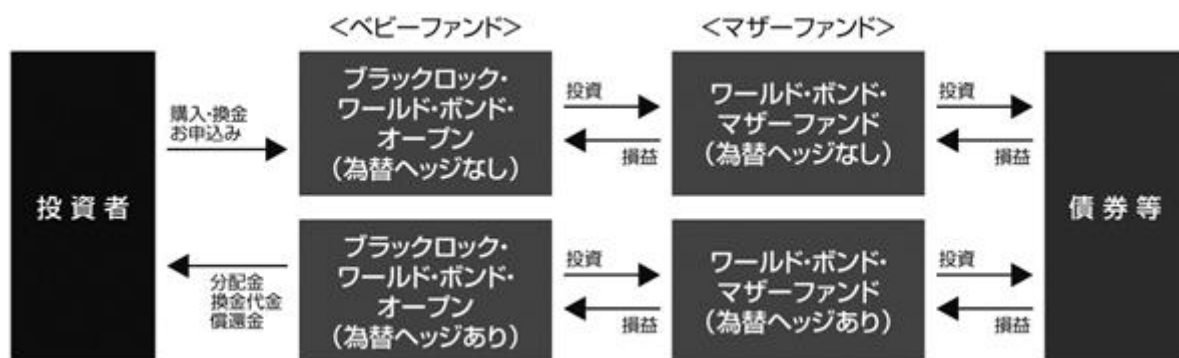 <ベビーファンド>
<マザーファンド>
投資者
購入・換金
お申込み
分配金
換金代金
償還金
ブラックロック・
ワールド・ボンド・
オープン
(為替ヘッジなし)
投資
損益
ワールド・ボンド・
マザーファンド
(為替ヘッジなし)
投資
損益
ブラックロック・
ワールド・ボンド・
オープン
(為替ヘッジあり)
投資
損益
ワールド・ボンド・
マザーファンド
(為替ヘッジあり)
投資
損益
債券等